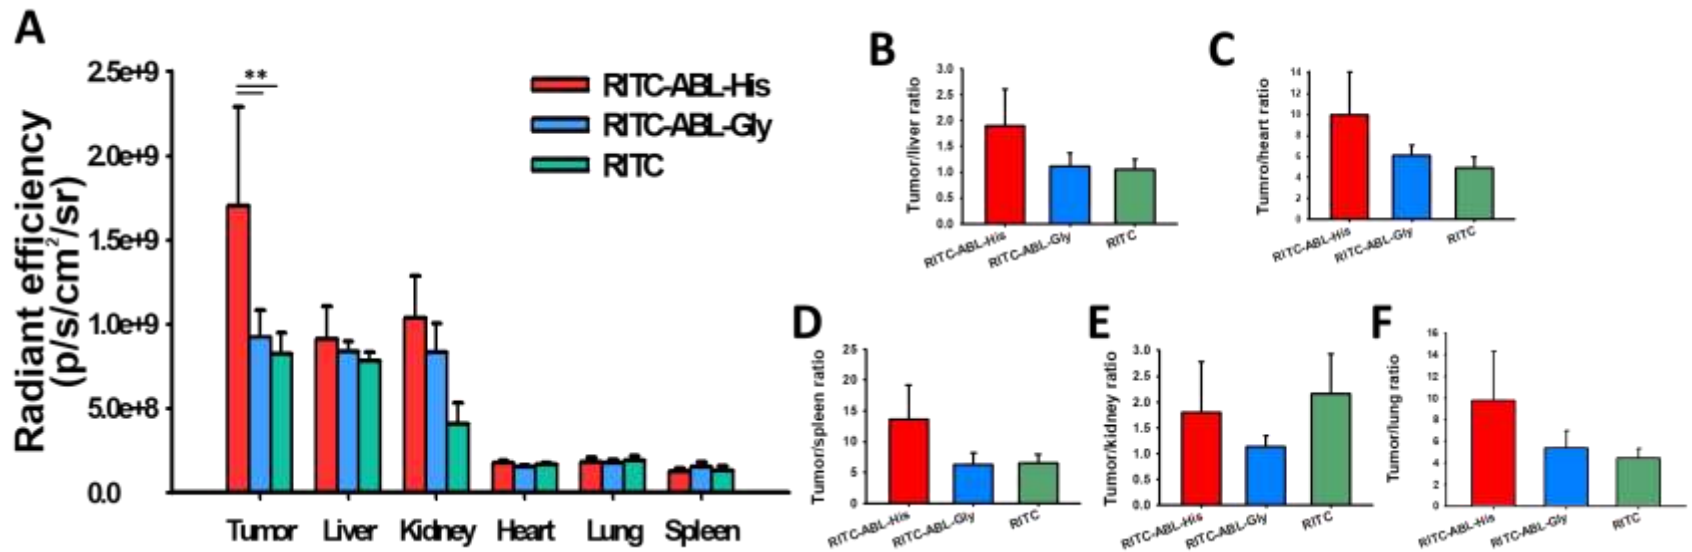 A
Radiant efficiency
(p/s/cm²/sr)
2.5e+9
2.0e+9
1.5e+9
1.0e+9
5.0e+8
0.0
**
RITC-ABL-His
RITC-ABL-Gly
RITC
Tumor Liver Kidney Heart Lung Spleen
B
Tumor/liver ratio
3.0
2.5
2.0
1.5
1.0
0.5
0.0
RITC-ABL-His RITC-ABL-Gly RITC
C
Tumro/heart ratio
14
12
10
8
6
4
2
0
RITC-ABL-His RITC-ABL-Gly RITC
D
Tumor/spleen ratio
25
20
15
10
5
0
RITC-ABL-His RITC-ABL-Gly RITC
E
Tumor/kidney ratio
3.0
2.5
2.0
1.5
1.0
0.5
0.0
RITC-ABL-His RITC-ABL-Gly RITC
F
Tumor/lung ratio
16
14
12
10
8
6
4
2
0
RITC-ABL-His RITC-ABL-Gly RITC